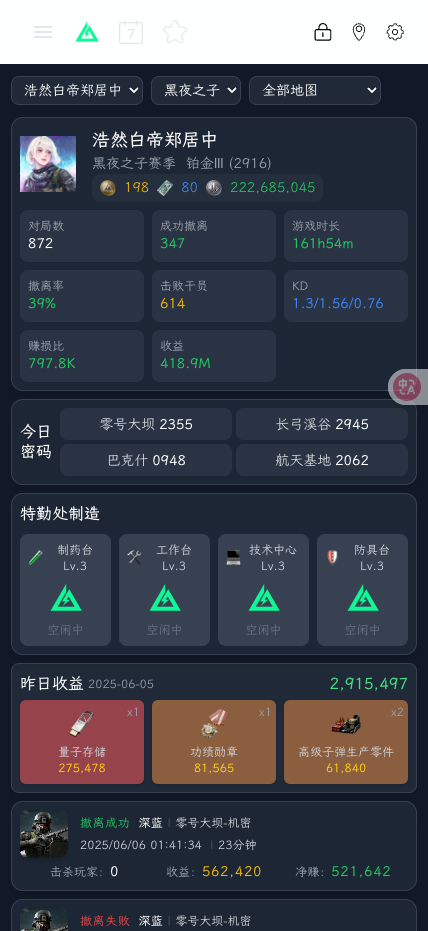 7
浩然白帝郑居中 黑夜之子 全部地图
浩然白帝郑居中
黑夜之子赛季 铂金III (2916)
198 80 222,685,045
对局数 成功撤离 游戏时长
872 347 161h54m
撤离率 击败干员 KD
39% 614 1.3/1.56/0.76
赚损比 收益
797.8K 418.9M
中 A
今日密码
零号大坝 2355 长弓溪谷 2945
巴克什 0948 航天基地 2062
特勤处制造
制药台 工作台 技术中心 防具台
Lv.3 Lv.3 Lv.3 Lv.3
空闲中 空闲中 空闲中 空闲中
昨日收益 2025-06-05 2,915,497
x1 x1 x2
量子存储 功绩勋章 高级子弹生产零件
275,478 81,565 61,840
撤离成功 深蓝 | 零号大坝-机密
2025/06/06 01:41:34 | 23分钟
击杀玩家: 0 收益: 562,420 净赚: 521,642
撤离失败 深蓝 | 零号大坝-机密